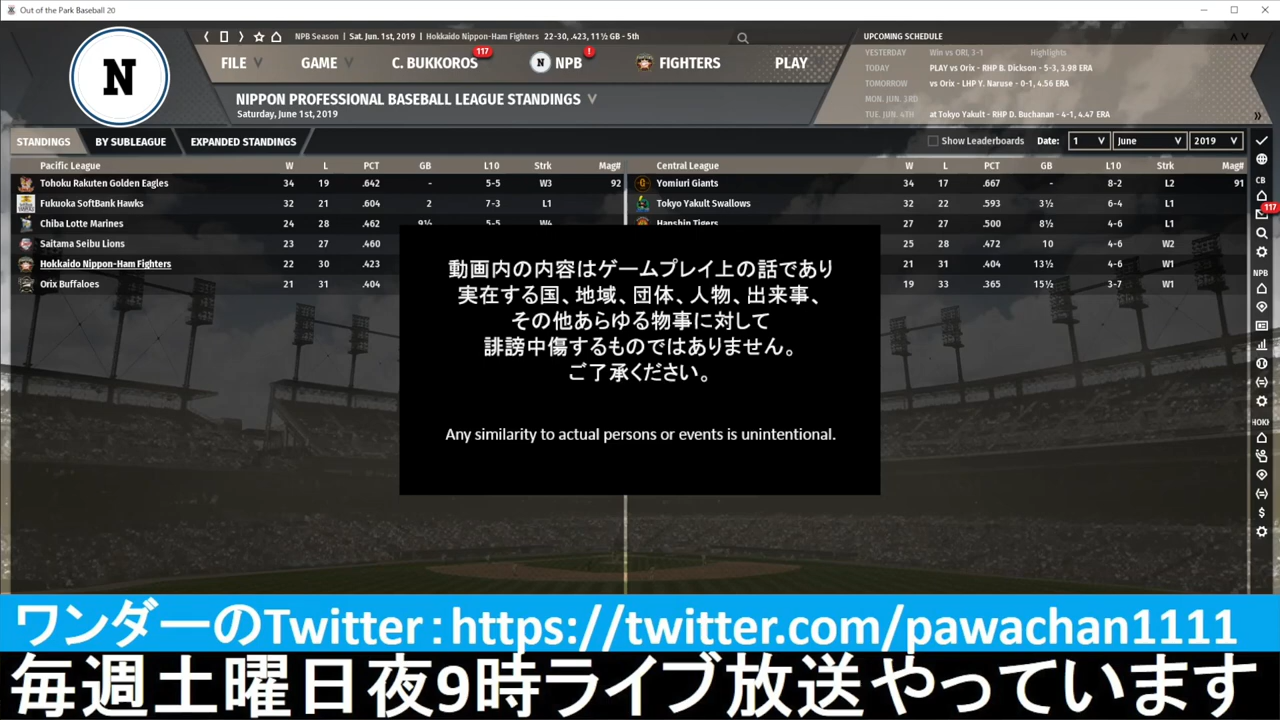 Out of the Park Baseball 20
NPB Season | Sat. Jun. 1st, 2019 | Hokkaido Nippon-Ham Fighters 22-30, .423, 11½ GB - 5th
FILE GAME C. BUKKOROS 117 NPB ! FIGHTERS PLAY
N
NIPPON PROFESSIONAL BASEBALL LEAGUE STANDINGS
Saturday, June 1st, 2019
UPCOMING SCHEDULE
YESTERDAY Win vs ORI, 3-1 Highlights
TODAY PLAY vs Orix - RHP B. Dickson - 5-3, 3.98 ERA
TOMORROW vs Orix - LHP Y. Naruse - 0-1, 4.56 ERA
MON. JUN. 3RD
TUE. JUN. 4TH at Tokyo Yakult - RHP D. Buchanan - 4-1, 4.47 ERA
STANDINGS BY SUBLEAGUE EXPANDED STANDINGS
Show Leaderboards Date: 1 June 2019
Pacific League W L PCT GB L10 Strk Mag#
Tohoku Rakuten Golden Eagles 34 19 .642 - 5-5 W3 92
Fukuoka SoftBank Hawks 32 21 .604 2 7-3 L1
Chiba Lotte Marines 24 28 .462 9½ 5-5 W4
Saitama Seibu Lions 23 27 .460
Hokkaido Nippon-Ham Fighters 22 30 .423
Orix Buffaloes 21 31 .404
Central League W L PCT GB L10 Strk Mag#
Yomiuri Giants 34 17 .667 - 8-2 L2 91
Tokyo Yakult Swallows 32 22 .593 3½ 6-4 L1
Hanshin Tigers 27 27 .500 8½ 4-6 L1
25 28 .472 10 4-6 W2
21 31 .404 13½ 4-6 W1
19 33 .365 15½ 3-7 W1
CB
117
NPB
動画内の内容はゲームプレイ上の話であり
実在する国、地域、団体、人物、出来事、
その他あらゆる物事に対して
誹謗中傷するものではありません。
ご了承ください。
Any similarity to actual persons or events is unintentional.
ワンダーのTwitter：https://twitter.com/pawachan1111
毎週土曜日夜9時ライブ放送やっています